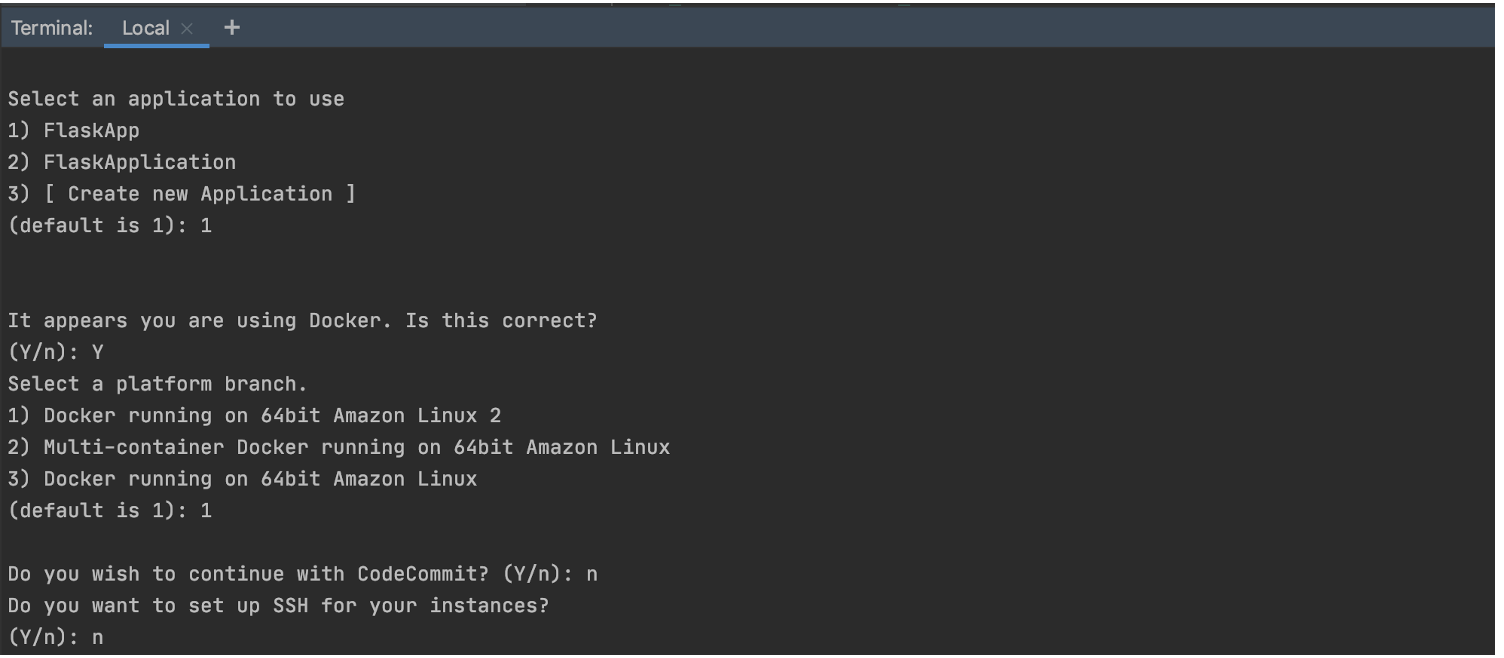 Terminal: Local × +
Select an application to use
1) FlaskApp
2) FlaskApplication
3) [ Create new Application ]
(default is 1): 1
It appears you are using Docker. Is this correct?
(Y/n): Y
Select a platform branch.
1) Docker running on 64bit Amazon Linux 2
2) Multi-container Docker running on 64bit Amazon Linux
3) Docker running on 64bit Amazon Linux
(default is 1): 1
Do you wish to continue with CodeCommit? (Y/n): n
Do you want to set up SSH for your instances?
(Y/n): n